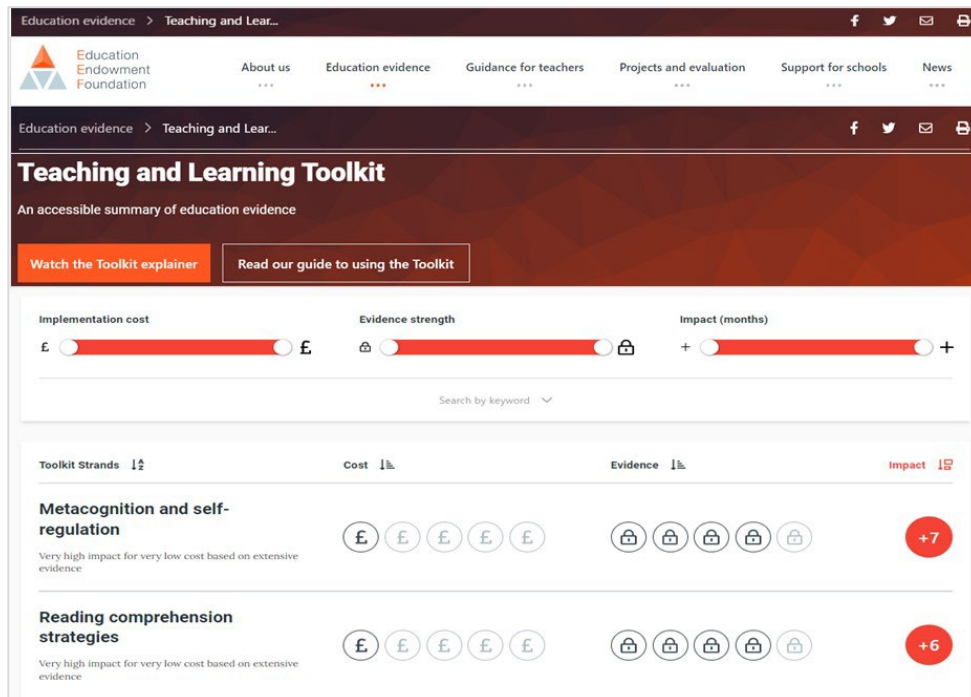 Education evidence > Teaching and Lear...
Education
Endowment
Foundation
About us
Education evidence
Guidance for teachers
Projects and evaluation
Support for schools
News
Education evidence > Teaching and Lear...
Teaching and Learning Toolkit
An accessible summary of education evidence
Watch the Toolkit explainer
Read our guide to using the Toolkit
Implementation cost
Evidence strength
Impact (months)
£ £
+ +
Search by keyword
Toolkit Strands
Cost
Evidence
Impact
Metacognition and self-
regulation
Very high impact for very low cost based on extensive
evidence
£ £ £ £ £
+7
Reading comprehension
strategies
Very high impact for very low cost based on extensive
evidence
£ £ £ £ £
+6